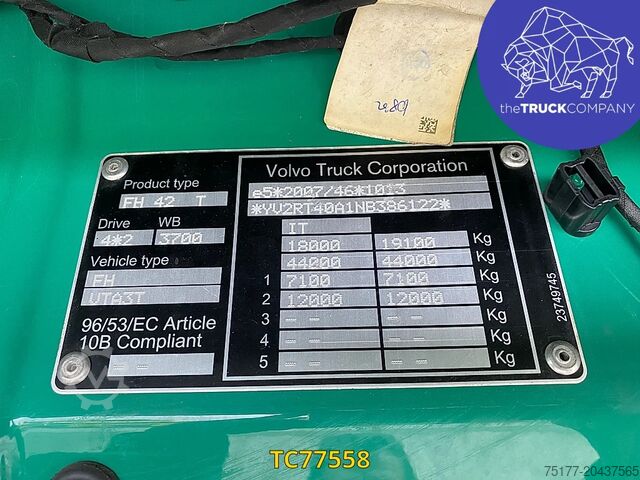 theTRUCKCOMPANY
Volvo Truck Corporation
e5*2007/46*1013
*YV2RT40A1NB386122*
Product type
FH 42 T
Drive WB
4*2 3700
Vehicle type
FH
VTA3T
96/53/EC Article
10B Compliant
-- --
IT
18000 19100 Kg
44000 44000 Kg
1 7100 7100 Kg
2 12000 12000 Kg
3 -- -- Kg
4 -- -- Kg
5 -- -- Kg
23749745
TC77558
75177-20437565